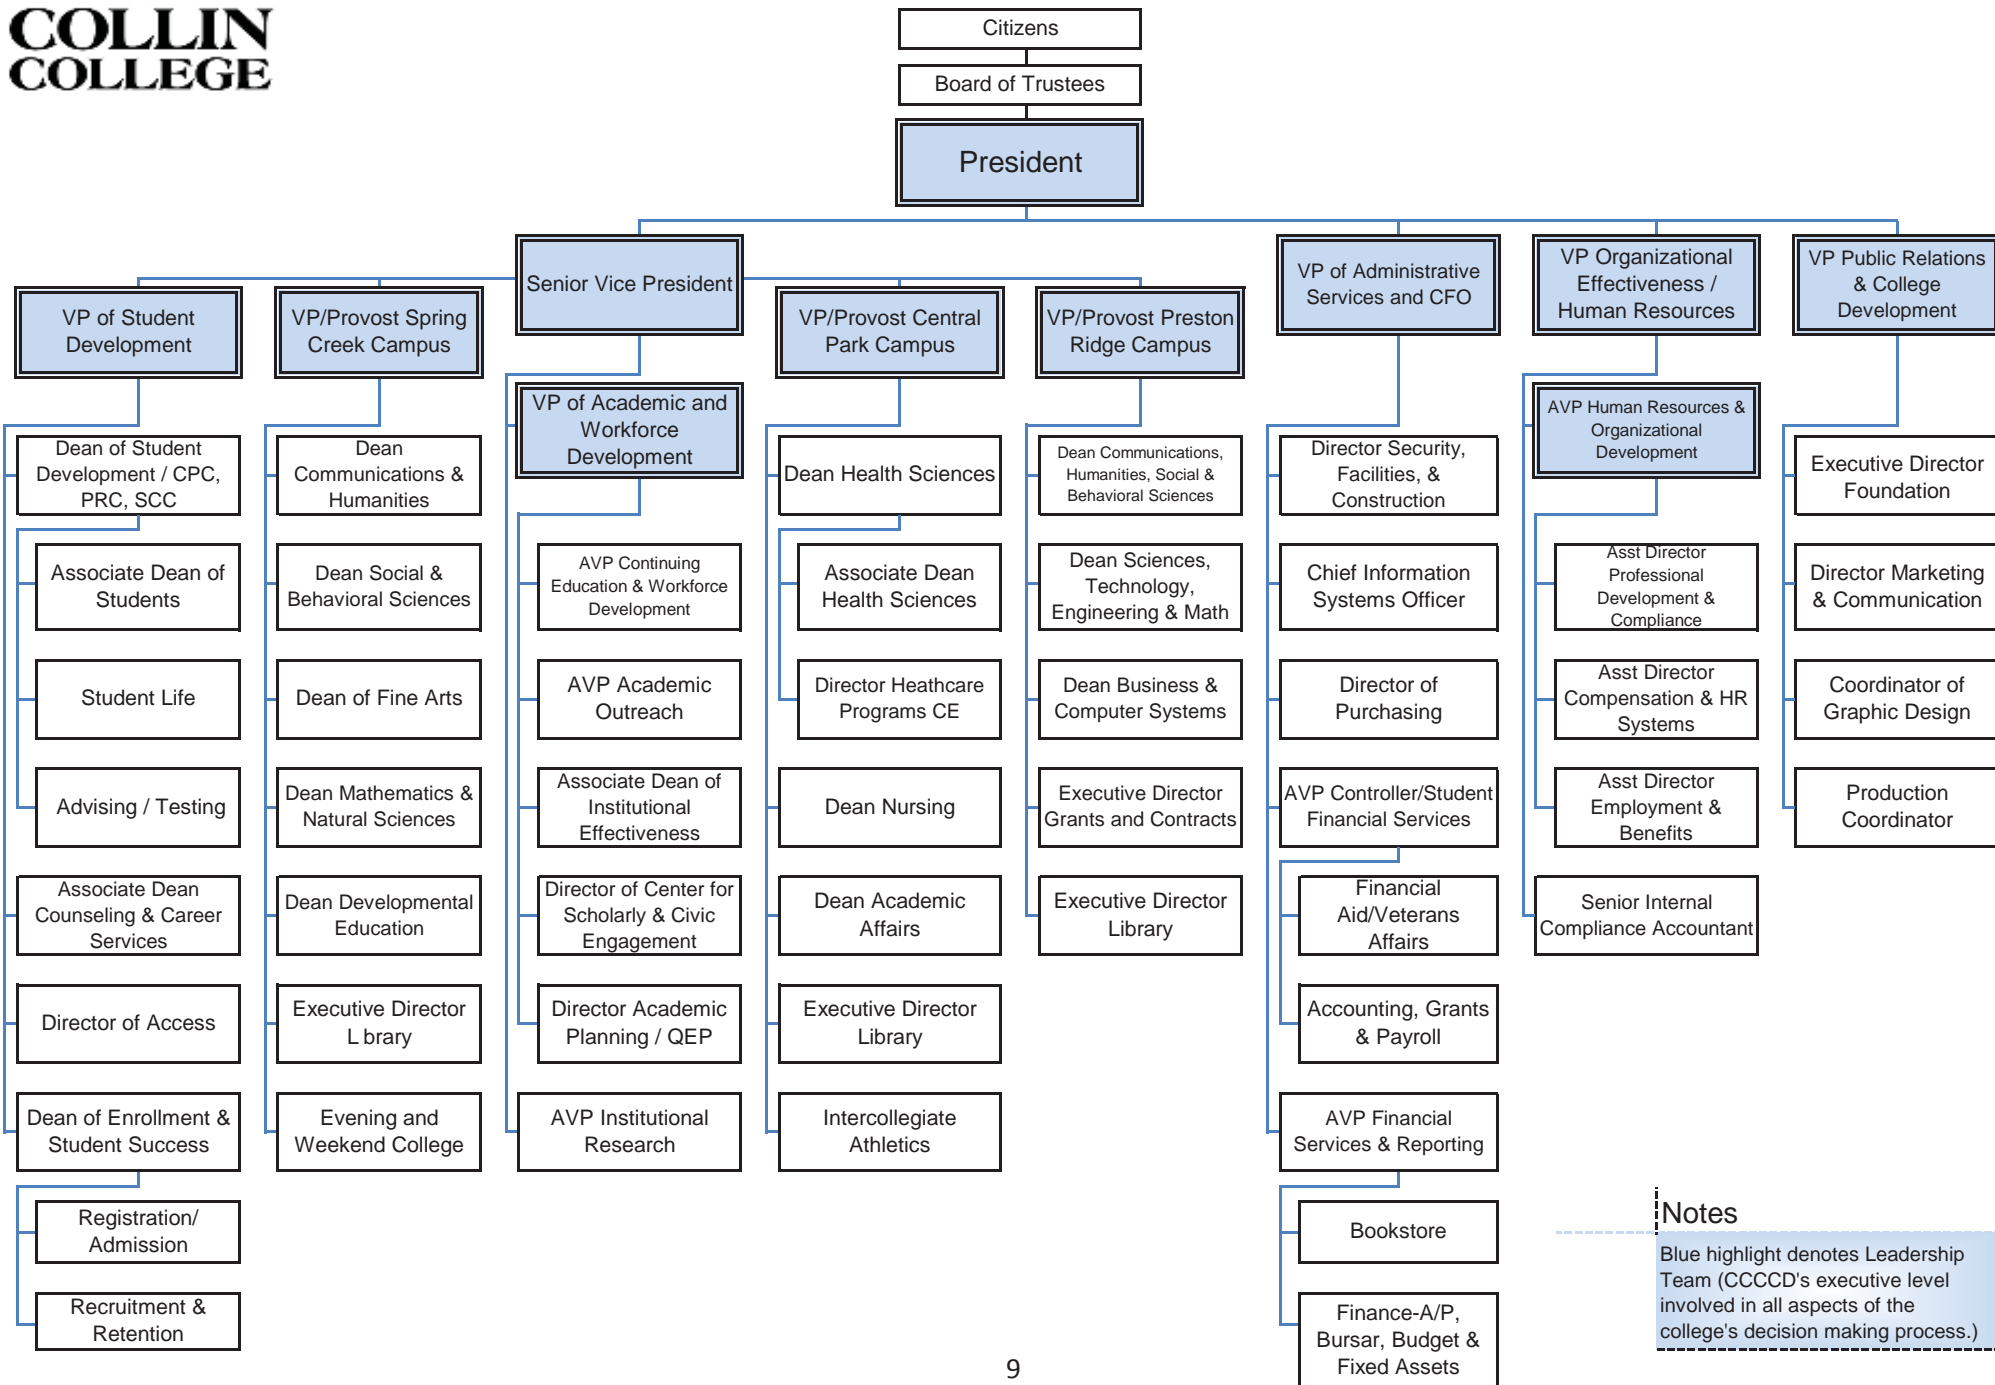 COLLIN
COLLEGE
Citizens
Board of Trustees
President
Senior Vice President
VP of Administrative
Services and CFO
VP Organizational
Effectiveness /
Human Resources
VP Public Relations
& College
Development
VP of Student
Development
VP/Provost Spring
Creek Campus
VP/Provost Central
Park Campus
VP/Provost Preston
Ridge Campus
VP of Academic and
Workforce
Development
AVP Human Resources &
Organizational
Development
Dean of Student
Development / CPC,
PRC, SCC
Dean
Communications &
Humanities
Dean Health Sciences
Dean Communications,
Humanities, Social &
Behavioral Sciences
Director Security,
Facilities, &
Construction
Executive Director
Foundation
Associate Dean of
Students
Dean Social &
Behavioral Sciences
AVP Continuing
Education & Workforce
Development
Associate Dean
Health Sciences
Dean Sciences,
Technology,
Engineering & Math
Chief Information
Systems Officer
Asst Director
Professional
Development &
Compliance
Director Marketing
& Communication
Student Life
Dean of Fine Arts
AVP Academic
Outreach
Director Heathcare
Programs CE
Dean Business &
Computer Systems
Director of
Purchasing
Asst Director
Compensation & HR
Systems
Coordinator of
Graphic Design
Advising / Testing
Dean Mathematics &
Natural Sciences
Associate Dean of
Institutional
Effectiveness
Dean Nursing
Executive Director
Grants and Contracts
AVP Controller/Student
Financial Services
Asst Director
Employment &
Benefits
Production
Coordinator
Associate Dean
Counseling & Career
Services
Dean Developmental
Education
Director of Center for
Scholarly & Civic
Engagement
Dean Academic
Affairs
Executive Director
Library
Financial
Aid/Veterans
Affairs
Senior Internal
Compliance Accountant
Director of Access
Executive Director
L brary
Director Academic
Planning / QEP
Executive Director
Library
Accounting, Grants
& Payroll
Dean of Enrollment &
Student Success
Evening and
Weekend College
AVP Institutional
Research
Intercollegiate
Athletics
AVP Financial
Services & Reporting
Registration/
Admission
Bookstore
Recruitment &
Retention
Finance-A/P,
Bursar, Budget &
Fixed Assets
Notes
Blue highlight denotes Leadership
Team (CCCCD's executive level
involved in all aspects of the
college's decision making process.)
9